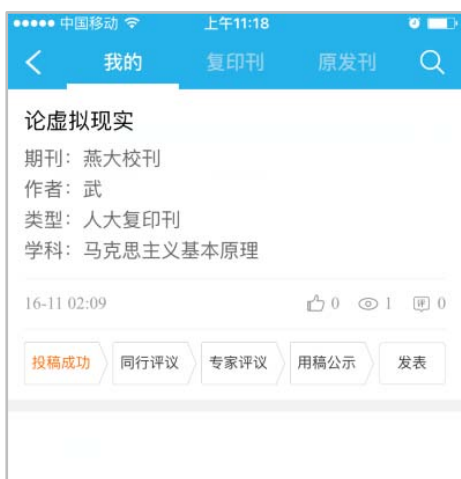 中国移动 上午11:18
我的 复印刊 原发刊
论虚拟现实
期刊：燕大校刊
作者：武
类型：人大复印刊
学科：马克思主义基本原理
16-11 02:09 0 1 评 0
投稿成功 同行评议 专家评议 用稿公示 发表